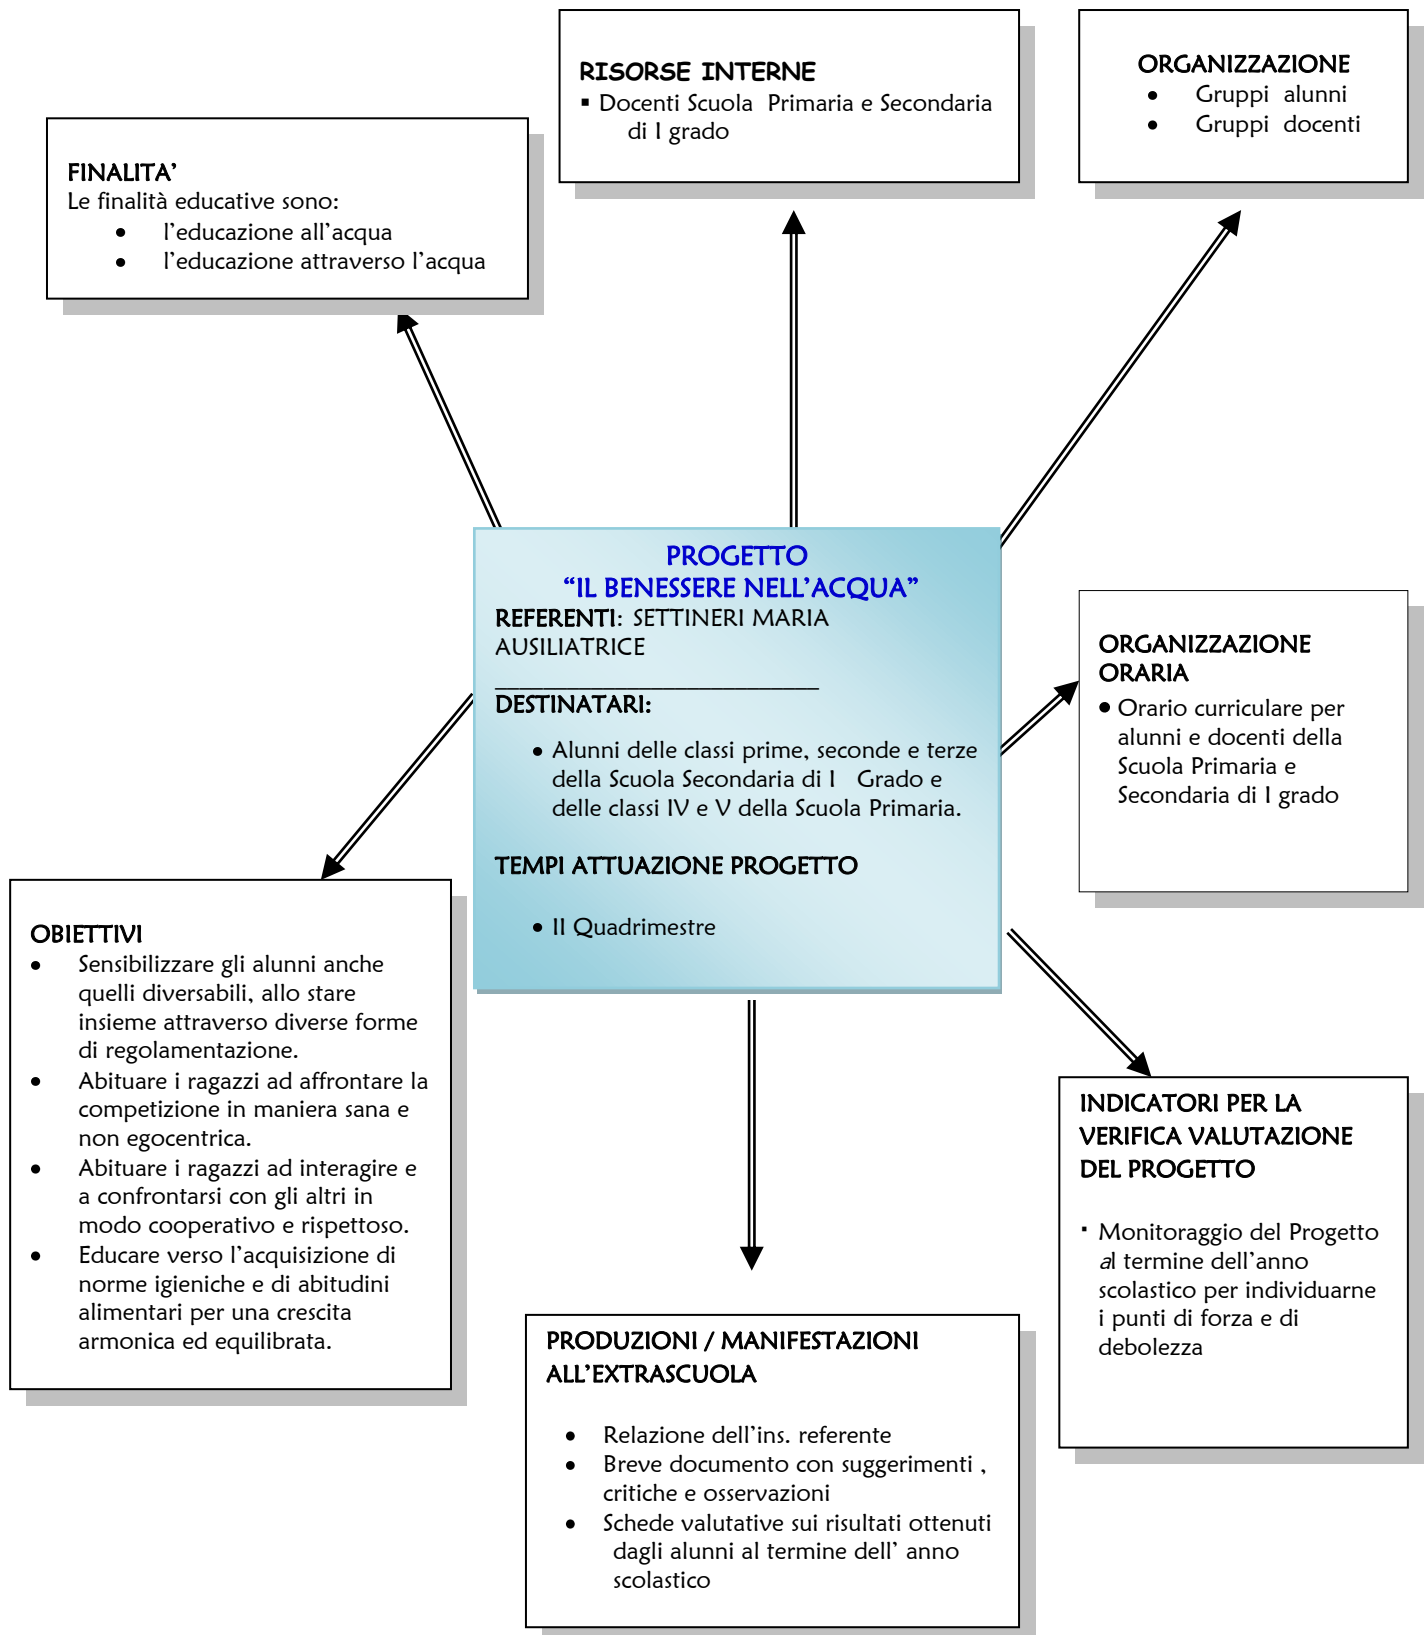 RISORSE INTERNE
▪ Docenti Scuola Primaria e Secondaria
di I grado
ORGANIZZAZIONE
• Gruppi alunni
• Gruppi docenti
FINALITA’
Le finalità educative sono:
• l’educazione all’acqua
• l’educazione attraverso l’acqua
PROGETTO
“IL BENESSERE NELL’ACQUA”
REFERENTI: SETTINERI MARIA
AUSILIATRICE
___________________________
DESTINATARI:
• Alunni delle classi prime, seconde e terze
della Scuola Secondaria di I Grado e
delle classi IV e V della Scuola Primaria.
TEMPI ATTUAZIONE PROGETTO
• II Quadrimestre
ORGANIZZAZIONE
ORARIA
• Orario curriculare per
alunni e docenti della
Scuola Primaria e
Secondaria di I grado
OBIETTIVI
• Sensibilizzare gli alunni anche
quelli diversabili, allo stare
insieme attraverso diverse forme
di regolamentazione.
• Abituare i ragazzi ad affrontare la
competizione in maniera sana e
non egocentrica.
• Abituare i ragazzi ad interagire e
a confrontarsi con gli altri in
modo cooperativo e rispettoso.
• Educare verso l’acquisizione di
norme igieniche e di abitudini
alimentari per una crescita
armonica ed equilibrata.
INDICATORI PER LA
VERIFICA VALUTAZIONE
DEL PROGETTO
▪ Monitoraggio del Progetto
al termine dell’anno
scolastico per individuarne
i punti di forza e di
debolezza
PRODUZIONI / MANIFESTAZIONI
ALL’EXTRASCUOLA
• Relazione dell’ins. referente
• Breve documento con suggerimenti ,
critiche e osservazioni
• Schede valutative sui risultati ottenuti
dagli alunni al termine dell’ anno
scolastico